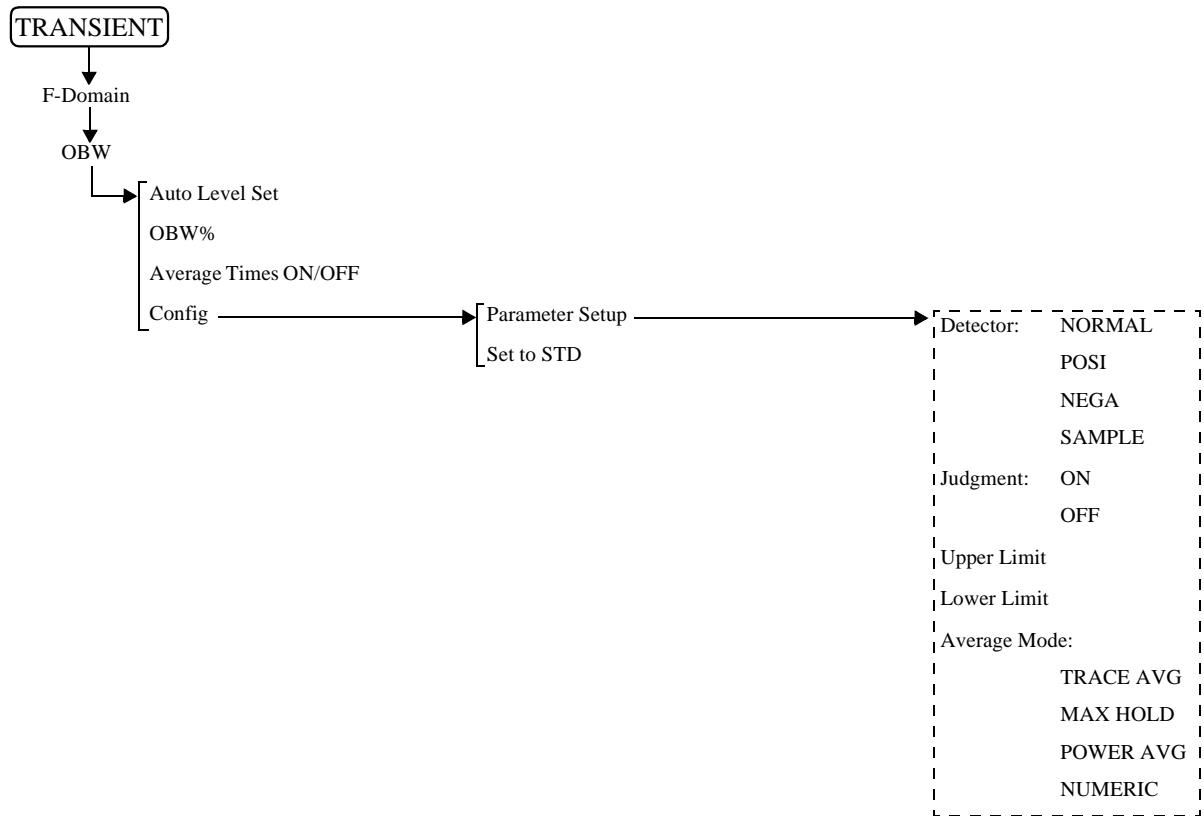 TRANSIENT
F-Domain
OBW
Auto Level Set
OBW%
Average Times ON/OFF
Config
Parameter Setup
Set to STD
Detector: NORMAL
POSI
NEGA
SAMPLE
Judgment: ON
OFF
Upper Limit
Lower Limit
Average Mode:
TRACE AVG
MAX HOLD
POWER AVG
NUMERIC